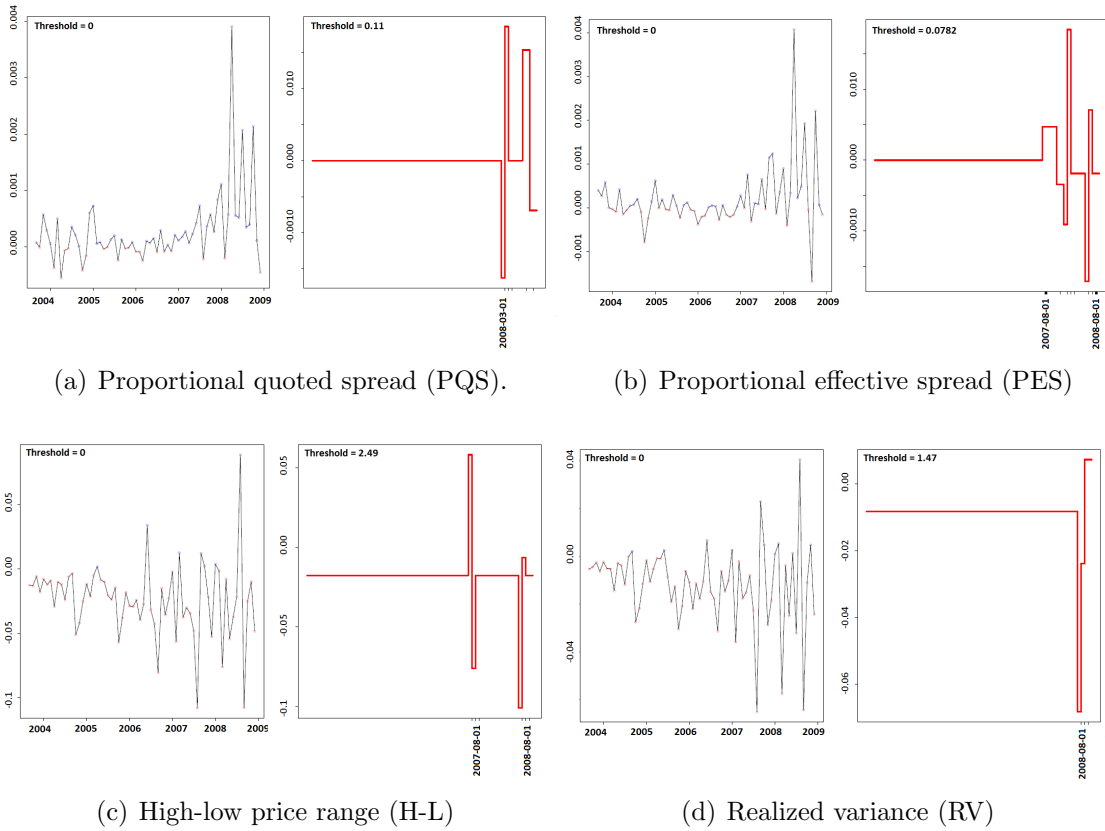 Threshold = 0
0.004
0.003
0.002
0.001
0.000
2004 2005 2006 2007 2008 2009
Threshold = 0.11
0.010
0.000
-0.0010
2008-03-01
Threshold = 0
0.004
0.003
0.002
0.001
0.000
-0.001
2004 2005 2006 2007 2008 2009
Threshold = 0.0782
0.010
0.000
-0.0010
2007-08-01
2008-08-01
(a) Proportional quoted spread (PQS).
(b) Proportional effective spread (PES)
Threshold = 0
0.05
0.00
-0.05
-0.1
2004 2005 2006 2007 2008 2009
Threshold = 2.49
0.05
0.00
-0.05
-0.1
2007-08-01
2008-08-01
Threshold = 0
0.04
0.00
-0.04
2004 2005 2006 2007 2008 2009
Threshold = 1.47
0.00
-0.02
-0.04
-0.06
2008-08-01
(c) High-low price range (H-L)
(d) Realized variance (RV)